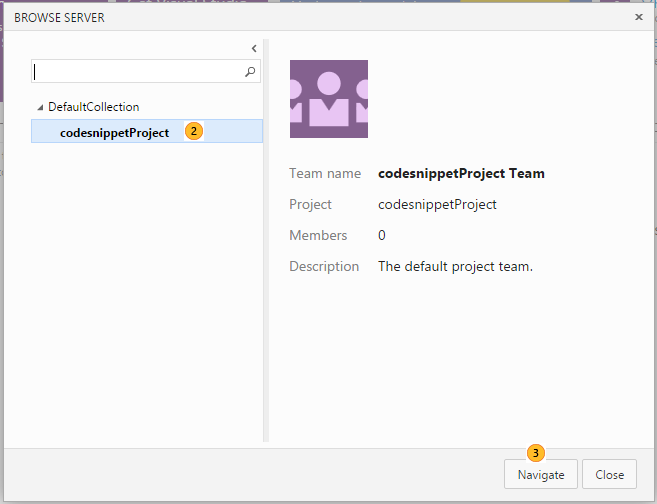 BROWSE SERVER
DefaultCollection
codesnippetProject 2
Team name codesnippetProject Team
Project codesnippetProject
Members 0
Description The default project team.
3
Navigate Close